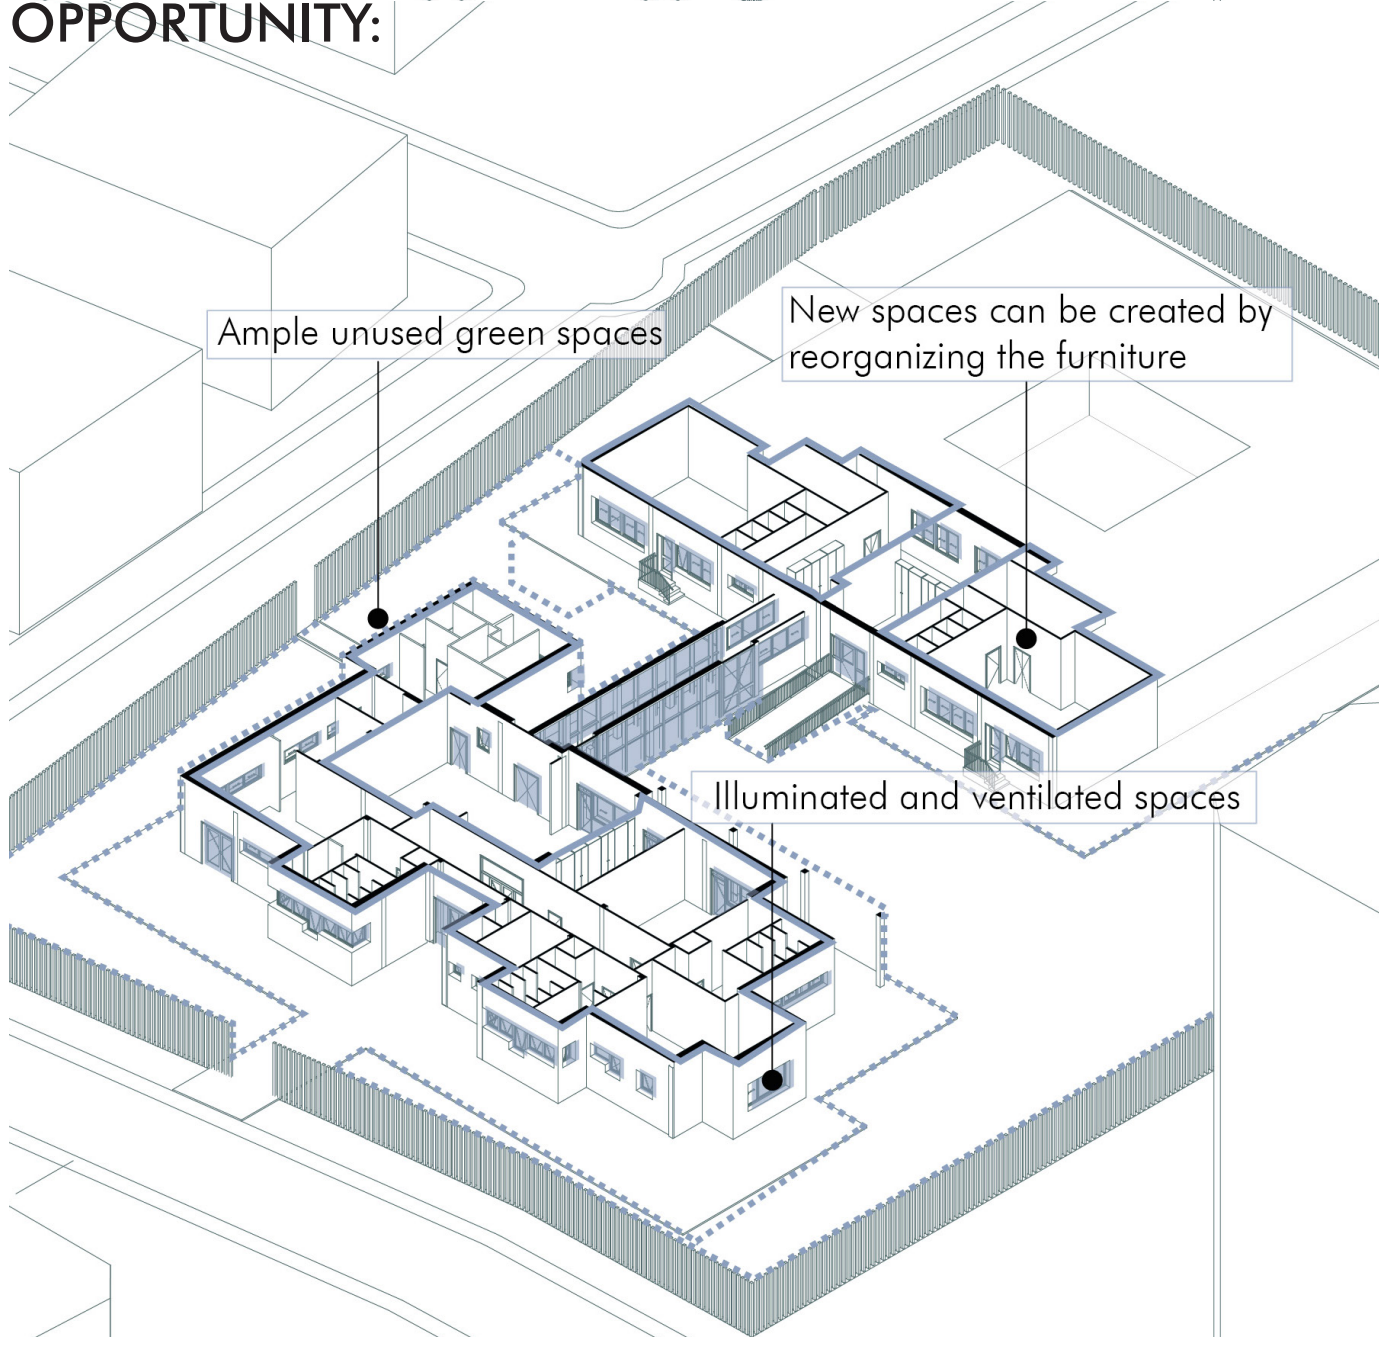 OPPORTUNITY:
Ample unused green spaces
New spaces can be created by
reorganizing the furniture
Illuminated and ventilated spaces